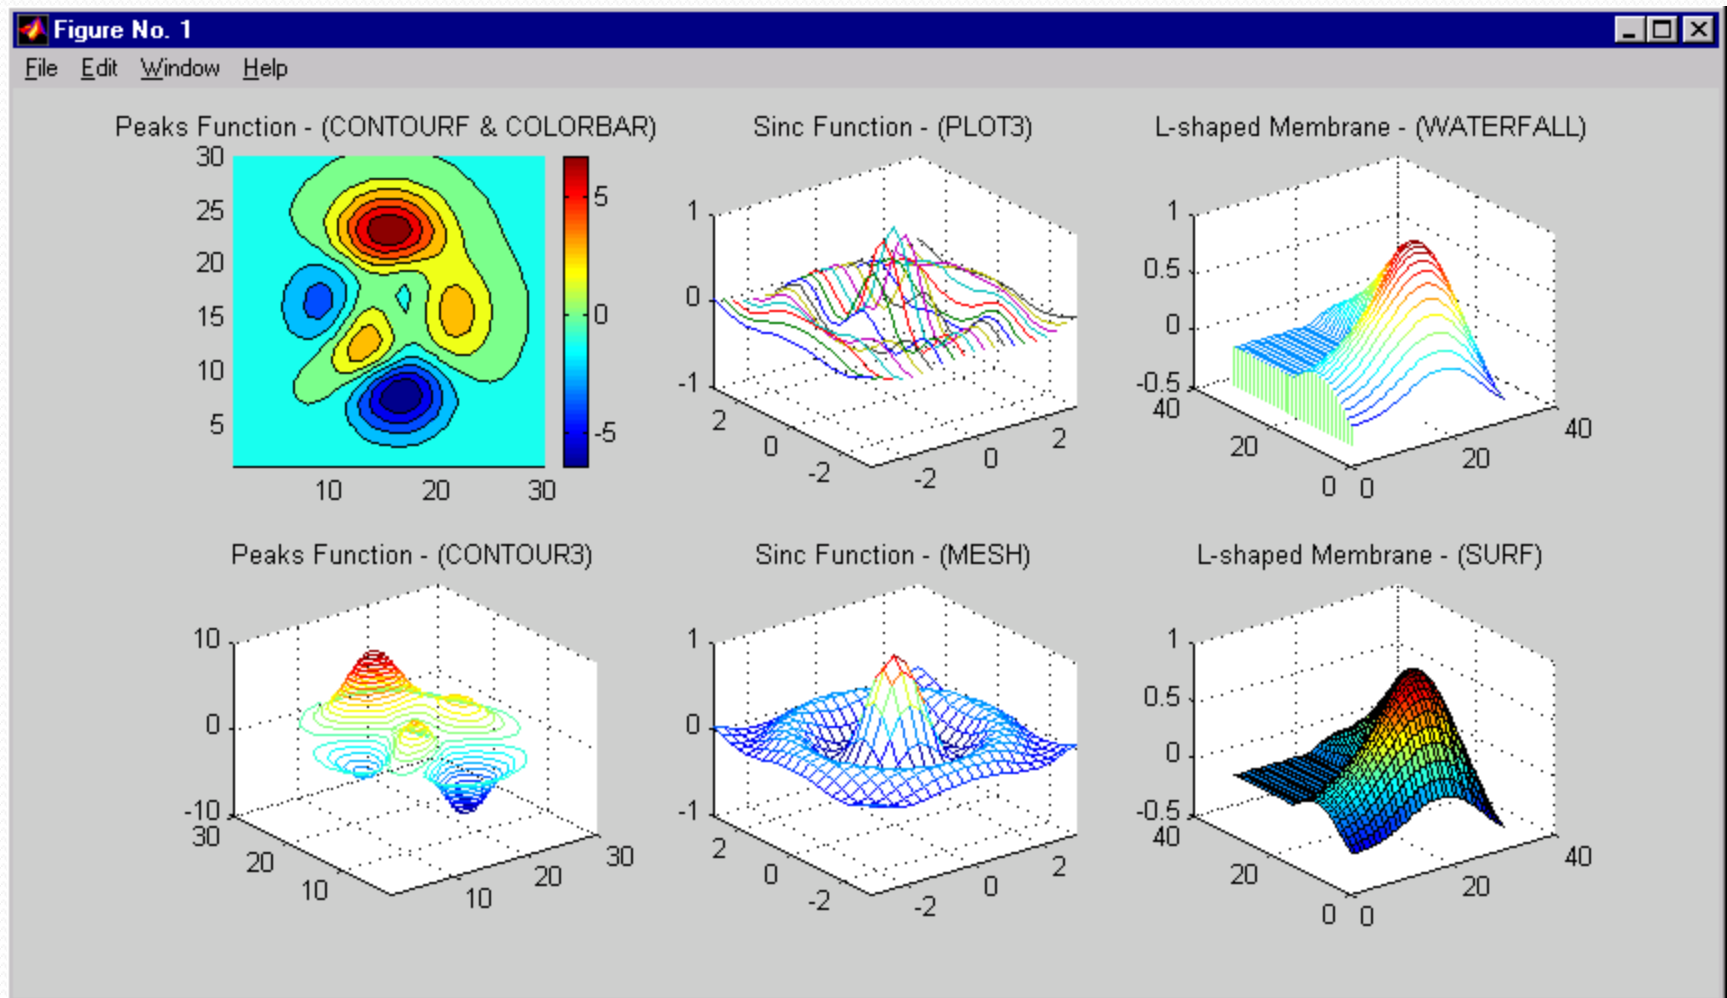 Figure No. 1
File Edit Window Help
Peaks Function - (CONTOURF & COLORBAR)
30
25
20
15
10
5
10 20 30
5
0
-5
Sinc Function - (PLOT3)
1
0
-1
2 0 -2
-2 0 2
L-shaped Membrane - (WATERFALL)
1
0.5
0
-0.5
40 20 0
0 20 40
Peaks Function - (CONTOUR3)
10
0
-10
30 20 10
10 20 30
Sinc Function - (MESH)
1
0
-1
2 0 -2
-2 0 2
L-shaped Membrane - (SURF)
1
0.5
0
-0.5
40 20 0
0 20 40